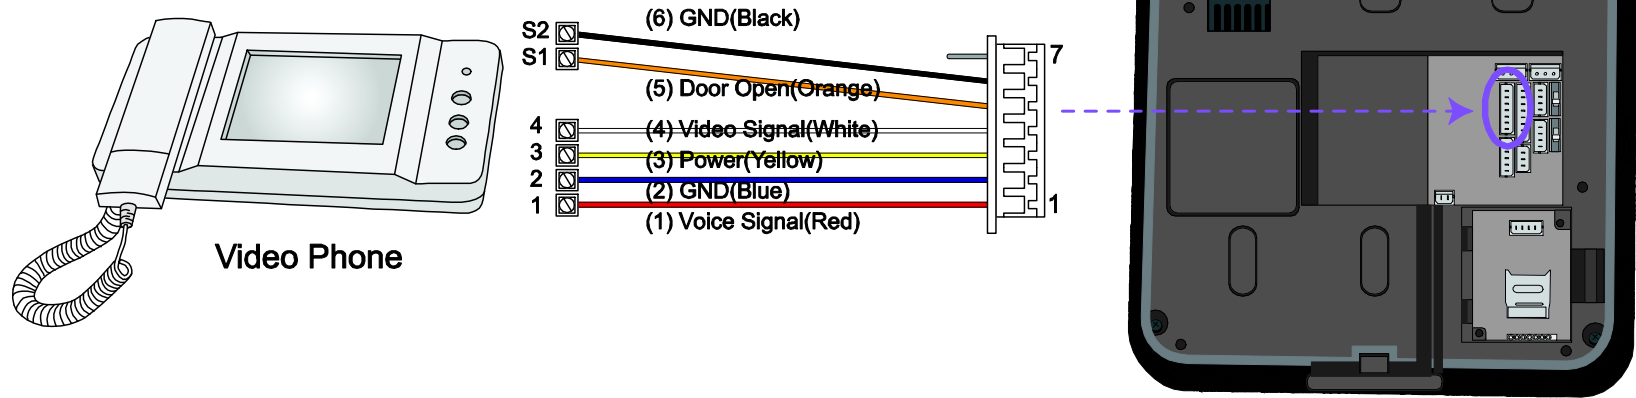 S2
(6) GND(Black)
S1
7
(5) Door Open(Orange)
4
(4) Video Signal(White)
3
(3) Power(Yellow)
2
(2) GND(Blue)
1
1
(1) Voice Signal(Red)
Video Phone